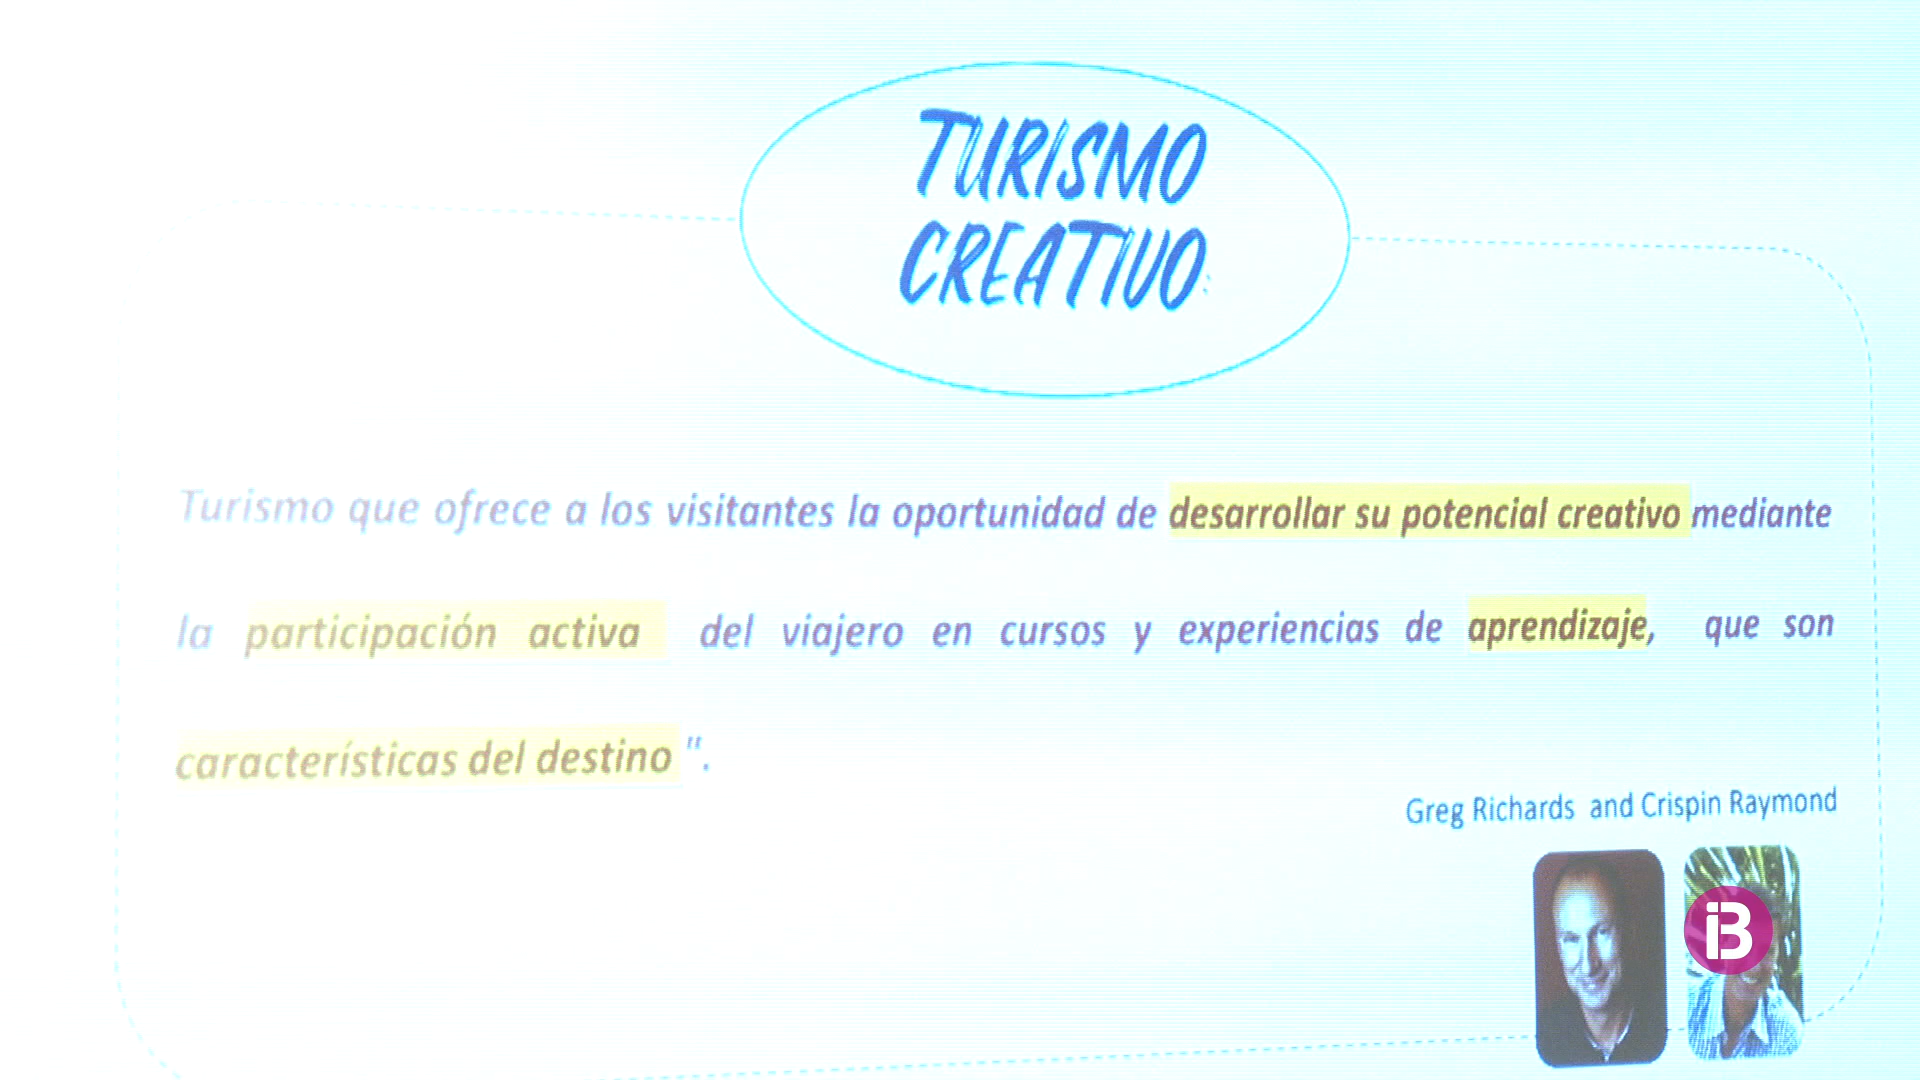 TURISMO
CREATIVO:
Turismo que ofrece a los visitantes la oportunidad de desarrollar su potencial creativo mediante
la participación activa del viajero en cursos y experiencias de aprendizaje, que son
características del destino ".
Greg Richards and Crispin Raymond
iB